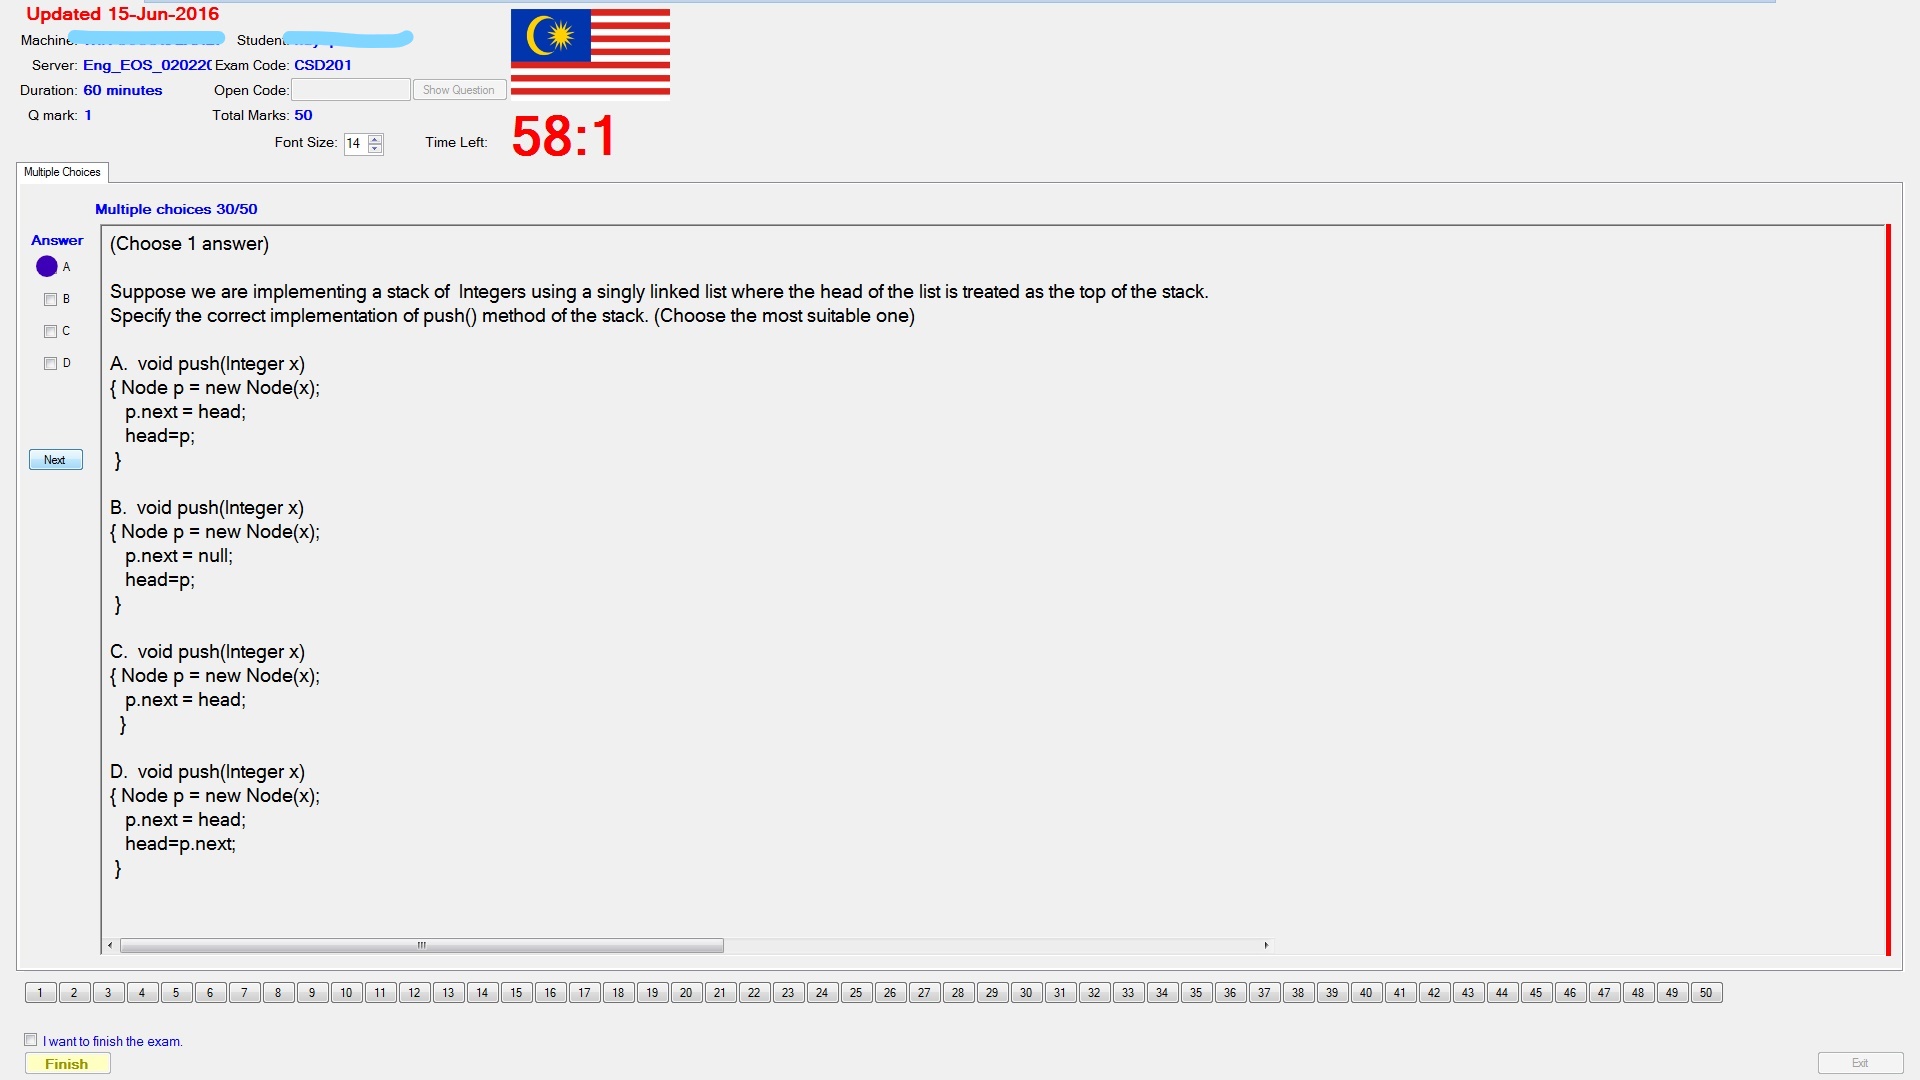 Updated 15-Jun-2016
Machine:
Student:
Server: Eng_EOS_02022( Exam Code: CSD201
Duration: 60 minutes Open Code: Show Question
Q mark: 1 Total Marks: 50
Font Size: 14 Time Left: 58:1
Multiple Choices
Multiple choices 30/50
Answer
A
B
C
D
Next
(Choose 1 answer)
Suppose we are implementing a stack of  Integers using a singly linked list where the head of the list is treated as the top of the stack.
Specify the correct implementation of push() method of the stack. (Choose the most suitable one)
A.  void push(Integer x)
{ Node p = new Node(x);
p.next = head;
head=p;
}
B.  void push(Integer x)
{ Node p = new Node(x);
p.next = null;
head=p;
}
C.  void push(Integer x)
{ Node p = new Node(x);
p.next = head;
}
D.  void push(Integer x)
{ Node p = new Node(x);
p.next = head;
head=p.next;
}
1 2 3 4 5 6 7 8 9 10 11 12 13 14 15 16 17 18 19 20 21 22 23 24 25 26 27 28 29 30 31 32 33 34 35 36 37 38 39 40 41 42 43 44 45 46 47 48 49 50
I want to finish the exam.
Finish
Exit